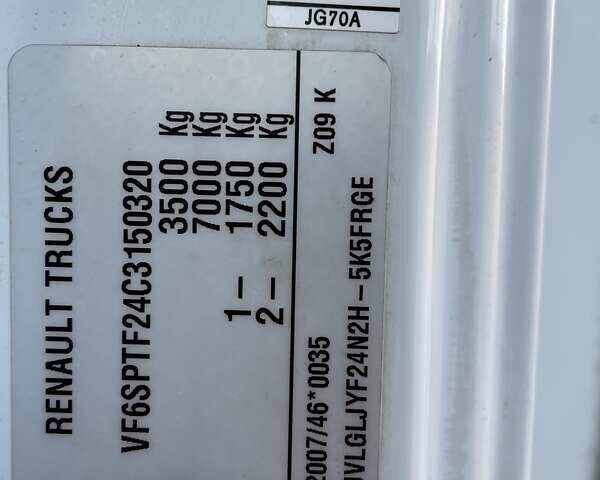 JG70A
RENAULT TRUCKS
VF6SPTF24C3150320
3500 Kg
7000 Kg
1– 1750 Kg
2– 2200 Kg
2007/46*0035 Z09 K
JVLGLJYF24N2H–5K5FRGE